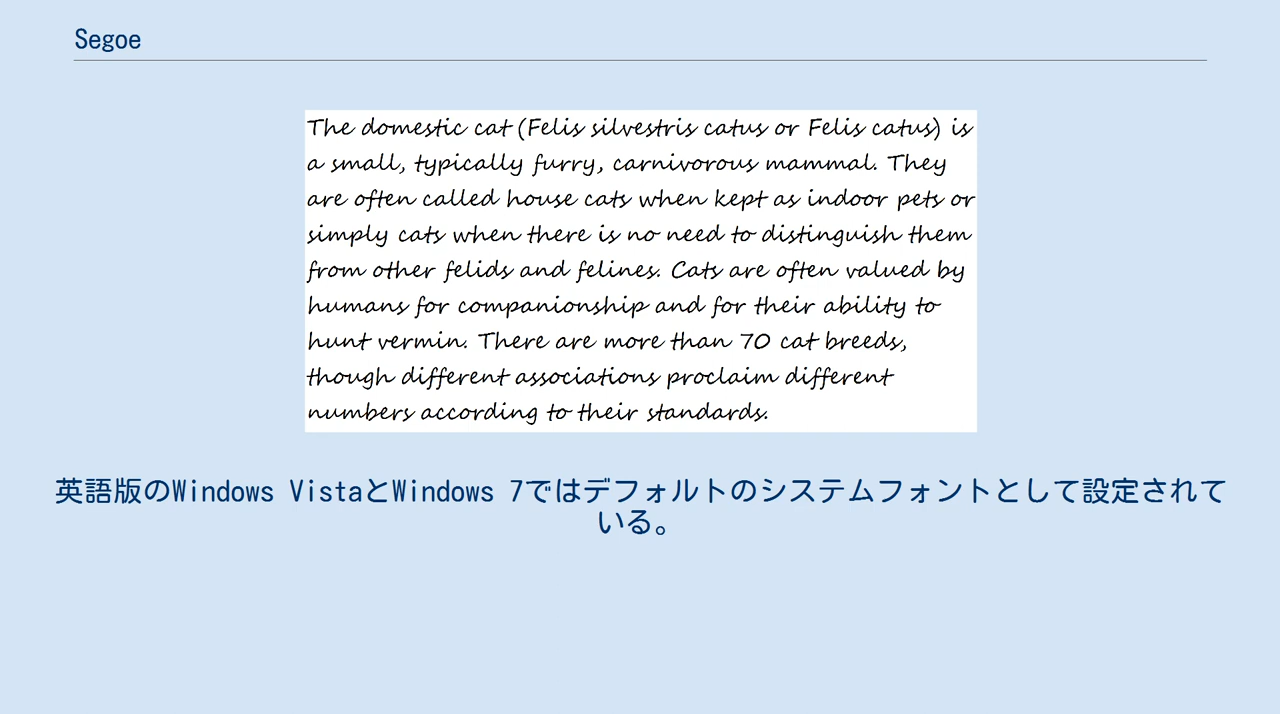 Segoe
The domestic cat (Felis silvestris catus or Felis catus) is
a small, typically furry, carnivorous mammal. They
are often called house cats when kept as indoor pets or
simply cats when there is no need to distinguish them
from other felids and felines. Cats are often valued by
humans for companionship and for their ability to
hunt vermin. There are more than 70 cat breeds,
though different associations proclaim different
numbers according to their standards.
英語版のWindows VistaとWindows 7ではデフォルトのシステムフォントとして設定されて
いる。